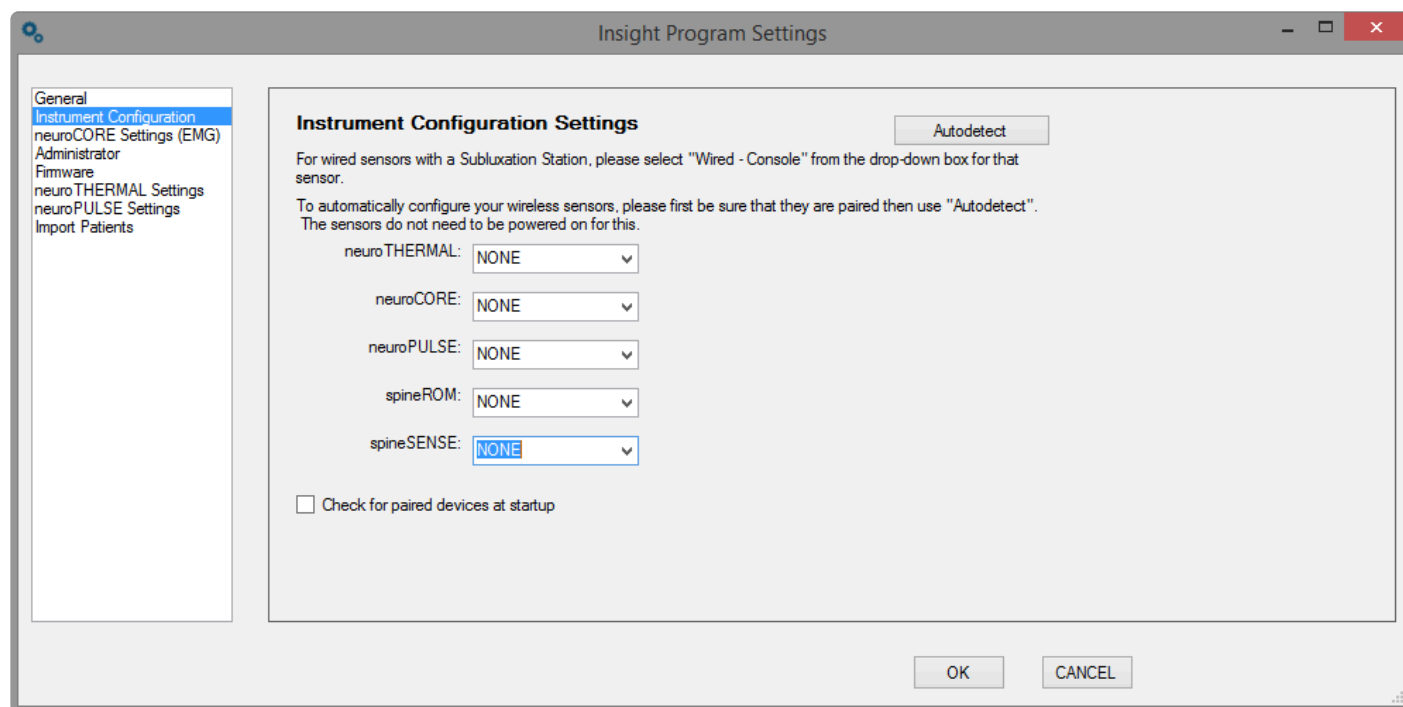 Insight Program Settings
General
Instrument Configuration
neuroCORE Settings (EMG)
Administrator
Firmware
neuroTHERMAL Settings
neuroPULSE Settings
Import Patients
Instrument Configuration Settings
Autodetect
For wired sensors with a Subluxation Station, please select "Wired - Console" from the drop-down box for that
sensor.
To automatically configure your wireless sensors, please first be sure that they are paired then use "Autodetect".
The sensors do not need to be powered on for this.
neuroTHERMAL: NONE
neuroCORE: NONE
neuroPULSE: NONE
spineROM: NONE
spineSENSE: NONE
Check for paired devices at startup
OK CANCEL